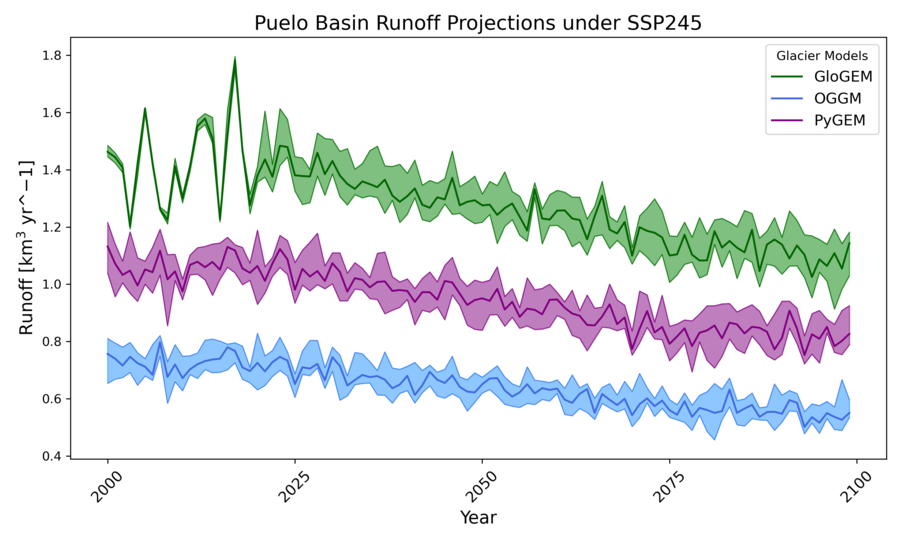 Puelo Basin Runoff Projections under SSP245
Glacier Models
GloGEM
OGGM
PyGEM
Runoff [km³ yr^−1]
1.8
1.6
1.4
1.2
1.0
0.8
0.6
0.4
2000
2025
2050
2075
2100
Year